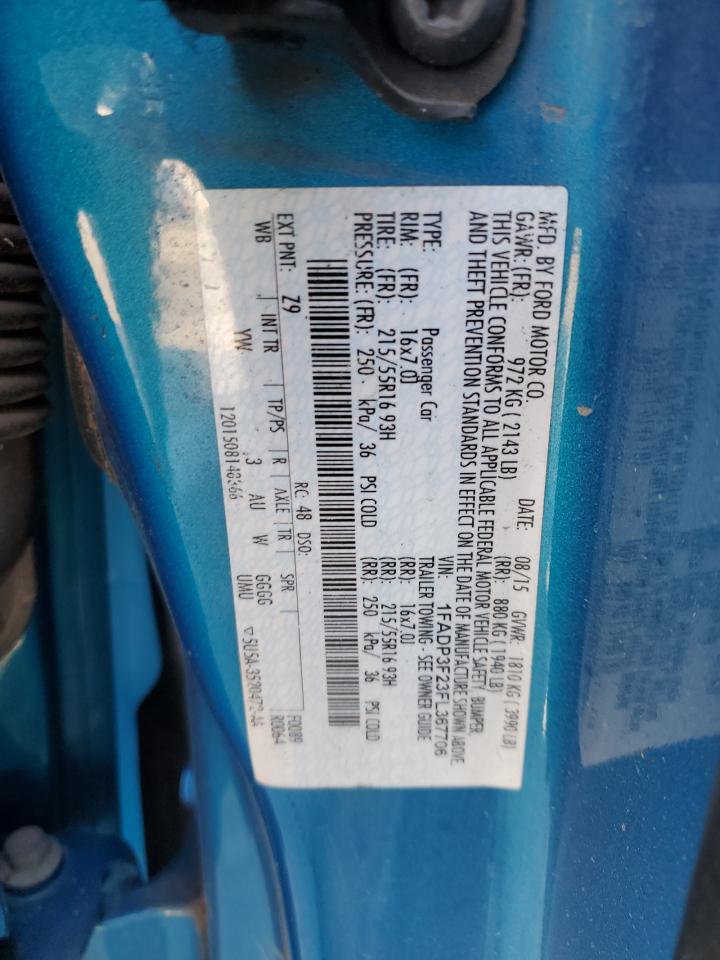 MFD. BY FORD MOTOR CO.
DATE: 08/15 GVWR: 1810 KG ( 3990 LB)
GAWR: (FR): 972 KG ( 2143 LB) (RR): 880 KG ( 1940 LB)
THIS VEHICLE CONFORMS TO ALL APPLICABLE FEDERAL MOTOR VEHICLE SAFETY, BUMPER,
AND THEFT PREVENTION STANDARDS IN EFFECT ON THE DATE OF MANUFACTURE SHOWN ABOVE
VIN: 1FADP3F23FL367706
TYPE: Passenger Car TRAILER TOWING - SEE OWNER GUIDE
RIM: (FR): 16x7.0J (RR): 16x7.0J
TIRE: (FR): 215/55R16 93H (RR): 215/55R16 93H
PRESSURE: (FR): 250 kPa/ 36 PSI COLD (RR): 250 kPa/ 36 PSI COLD
EXT PNT: Z9 RC: 48 DSO: F0089
WB INT TR TP/PS R AXLE TR SPR R0064
YW 3 AU W GGGG
UMU